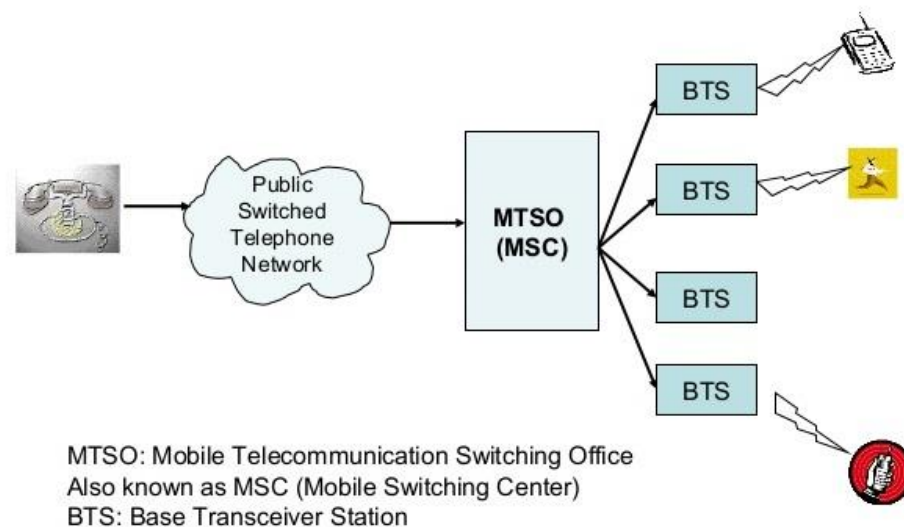 Public
Switched
Telephone
Network
MTSO
(MSC)
BTS
BTS
BTS
BTS
MTSO: Mobile Telecommunication Switching Office
Also known as MSC (Mobile Switching Center)
BTS: Base Transceiver Station